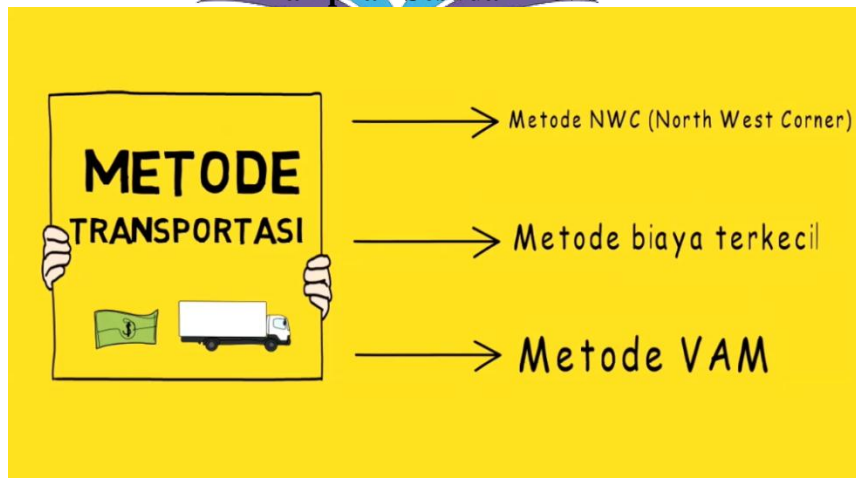 METODE
TRANSPORTASI
$
Metode NWC (North West Corner)
Metode biaya terkecil
Metode VAM